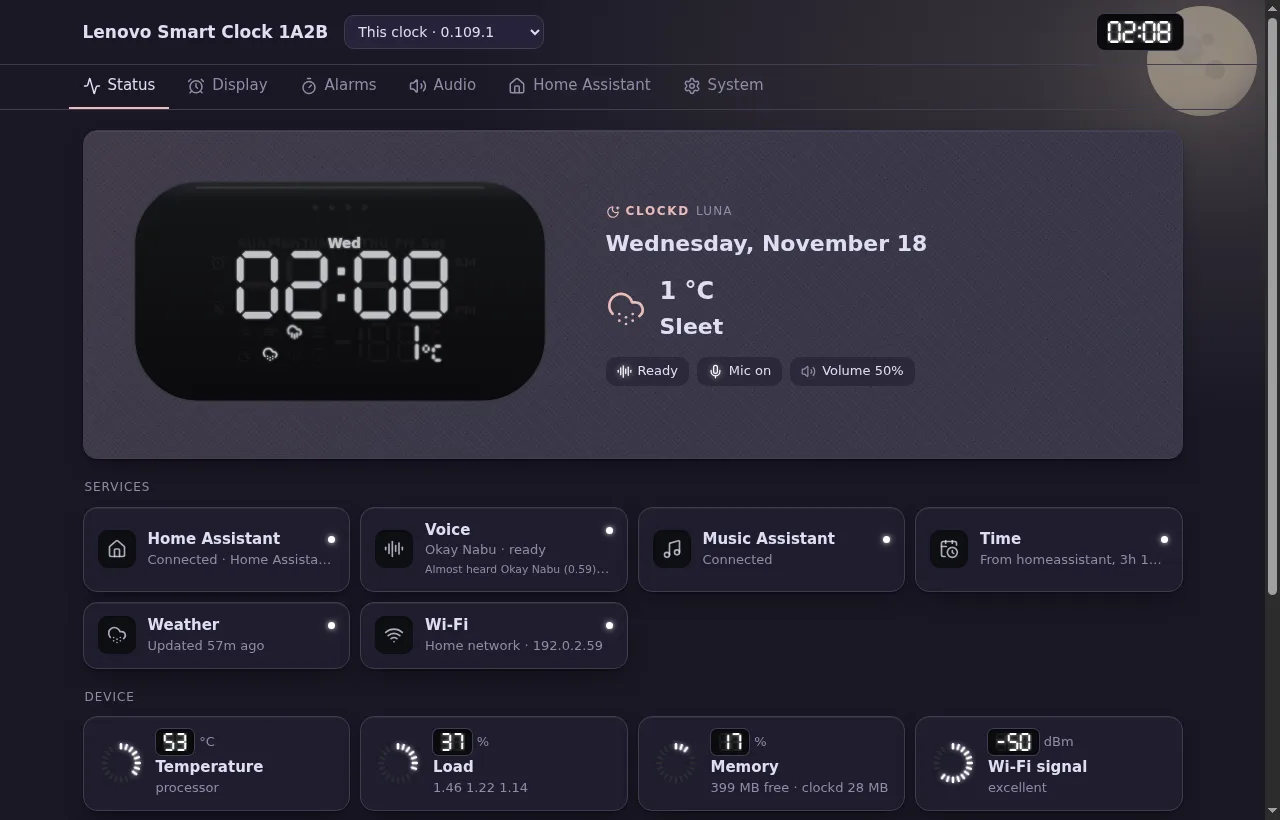 Lenovo Smart Clock 1A2B
This clock · 0.109.1
02:08
Status
Display
Alarms
Audio
Home Assistant
System
Wed
02:08
1°C
CLOCKD LUNA
Wednesday, November 18
1 °C
Sleet
Ready
Mic on
Volume 50%
SERVICES
Home Assistant
Connected · Home Assista…
Voice
Okay Nabu · ready
Almost heard Okay Nabu (0.59)…
Music Assistant
Connected
Time
From homeassistant, 3h 1…
Weather
Updated 57m ago
Wi-Fi
Home network · 192.0.2.59
DEVICE
53 °C
Temperature
processor
37 %
Load
1.46 1.22 1.14
17 %
Memory
399 MB free · clockd 28 MB
-50 dBm
Wi-Fi signal
excellent